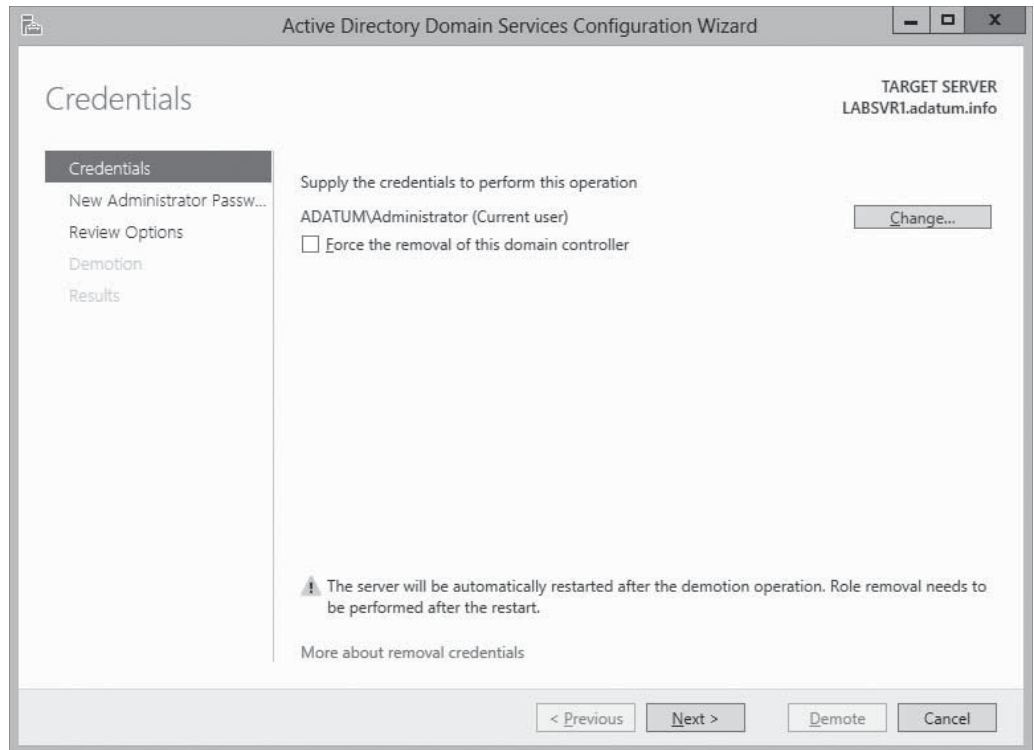 Active Directory Domain Services Configuration Wizard
Credentials
TARGET SERVER
LABSVR1.adatum.info
Credentials
New Administrator Passw...
Review Options
Demotion
Results
Supply the credentials to perform this operation
ADATUM\Administrator (Current user)
Change...
Force the removal of this domain controller
The server will be automatically restarted after the demotion operation. Role removal needs to
be performed after the restart.
More about removal credentials
< Previous
Next >
Demote
Cancel